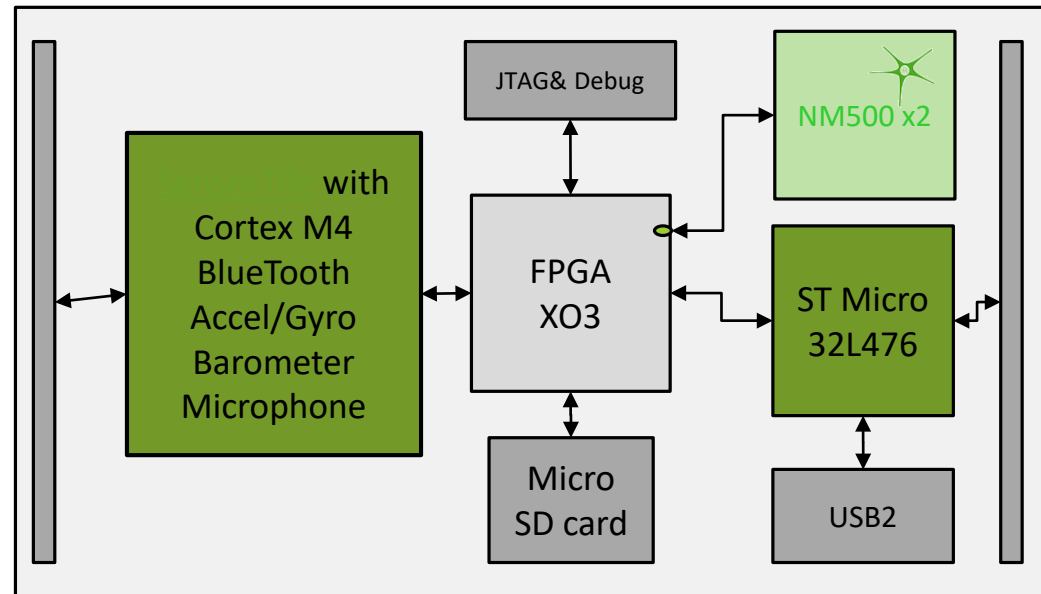 JTAG& Debug
NM500 x2
with
Cortex M4
BlueTooth
Accel/Gyro
Barometer
Microphone
FPGA
XO3
ST Micro
32L476
Micro
SD card
USB2